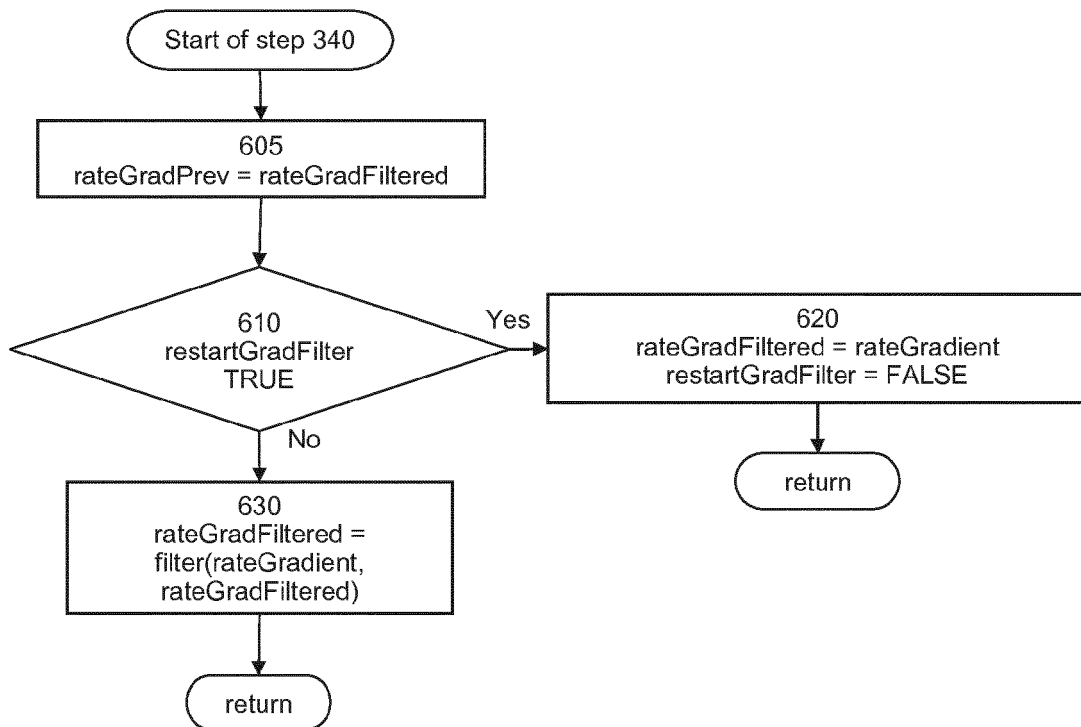 Start of step 340
605
rateGradPrev = rateGradFiltered
610
restartGradFilter
TRUE
Yes
620
rateGradFiltered = rateGradient
restartGradFilter = FALSE
return
No
630
rateGradFiltered =
filter(rateGradient,
rateGradFiltered)
return